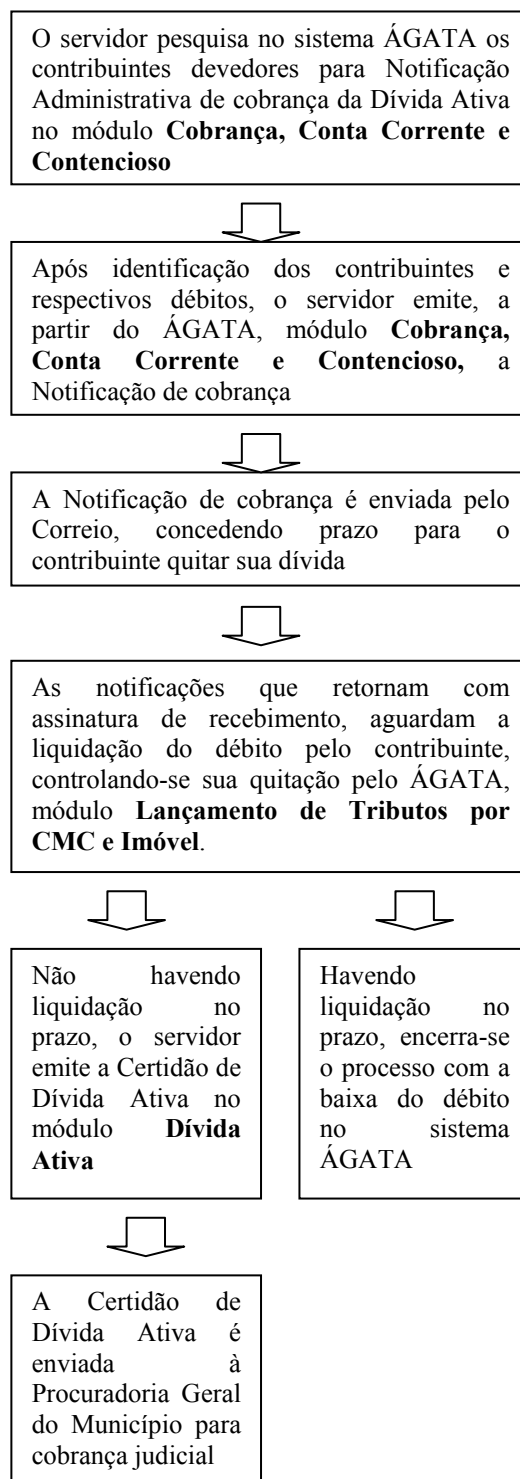 O servidor pesquisa no sistema ÁGATA os
contribuintes devedores para Notificação
Administrativa de cobrança da Dívida Ativa
no módulo Cobrança, Conta Corrente e
Contencioso
Após identificação dos contribuintes e
respectivos débitos, o servidor emite, a
partir do ÁGATA, módulo Cobrança,
Conta Corrente e Contencioso, a
Notificação de cobrança
A Notificação de cobrança é enviada pelo
Correio, concedendo prazo para o
contribuinte quitar sua dívida
As notificações que retornam com
assinatura de recebimento, aguardam a
liquidação do débito pelo contribuinte,
controlando-se sua quitação pelo ÁGATA,
módulo Lançamento de Tributos por
CMC e Imóvel.
Não havendo
liquidação no
prazo, o servidor
emite a Certidão de
Dívida Ativa no
módulo Dívida
Ativa
Havendo
liquidação no
prazo, encerra-se
o processo com a
baixa do débito
no sistema
ÁGATA
A Certidão de
Dívida Ativa é
enviada à
Procuradoria Geral
do Município para
cobrança judicial